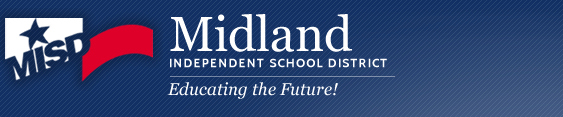 MISD
Midland
INDEPENDENT SCHOOL DISTRICT
Educating the Future!